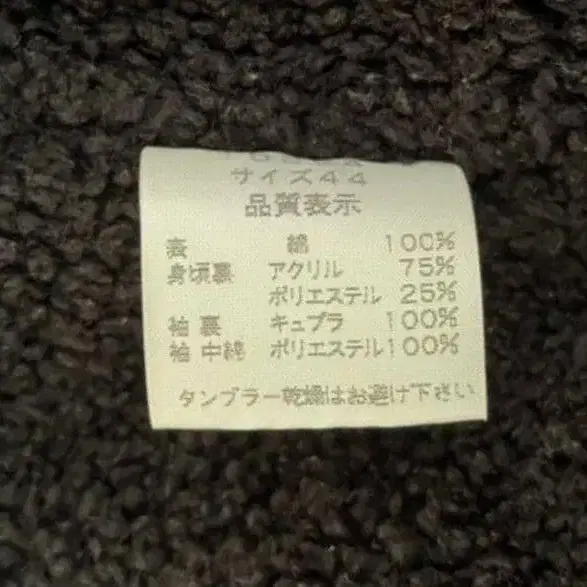 サイズ44
品質表示
表 綿 100%
身頃裏 アクリル 75%
ポリエステル 25%
袖裏 キュプラ 100%
袖中綿 ポリエステル100%
タンブラー乾燥はお避け下さい